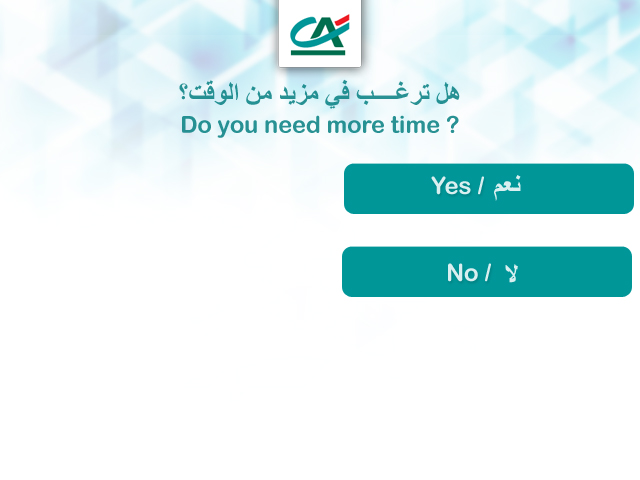 CA
هل ترغـــب في مزيد من الوقت؟
Do you need more time ?
Yes / نعم
No / لا